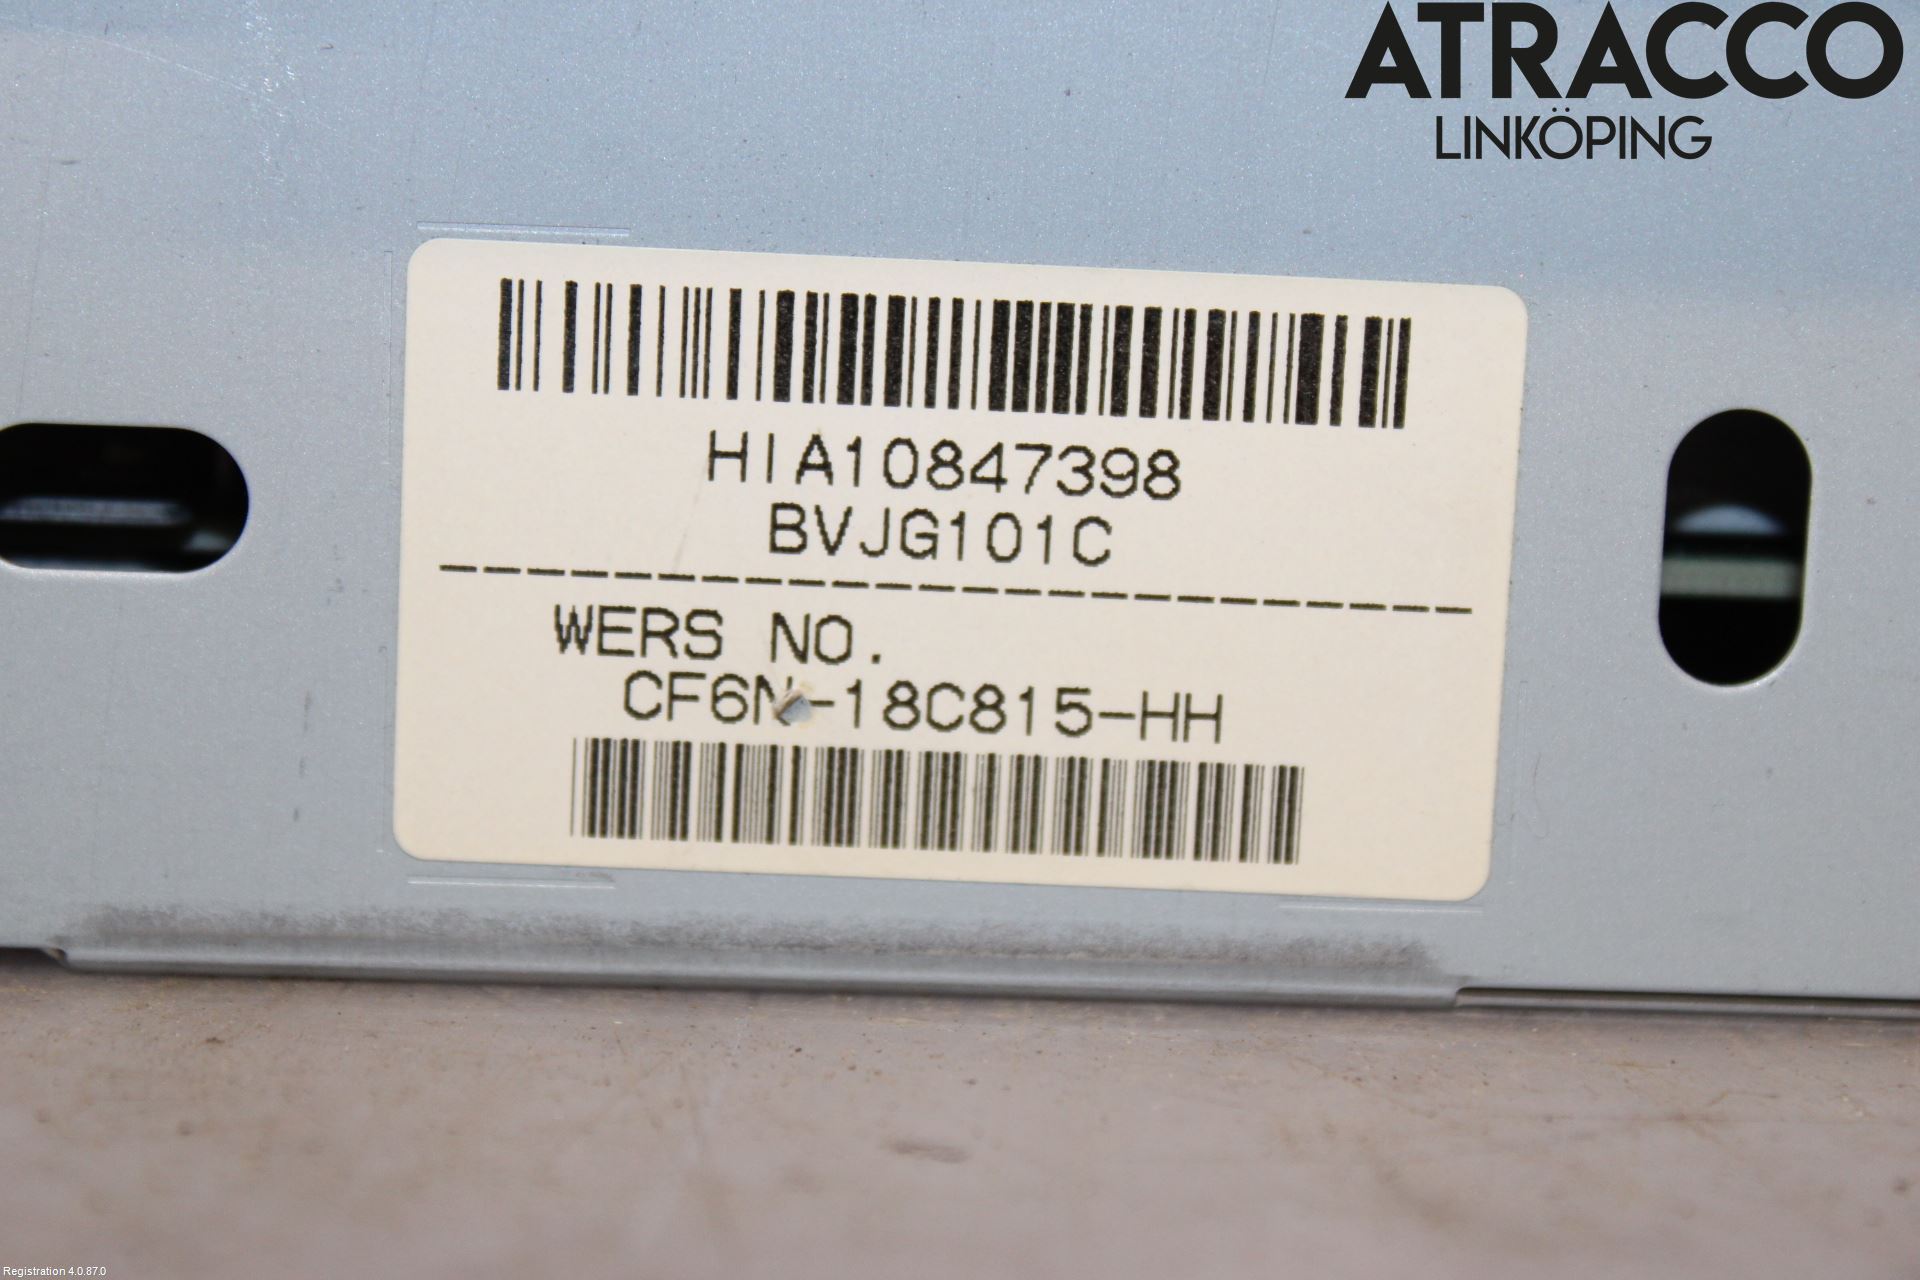 ATRACCO
LINKÖPING
HIA10847398
BVJG101C
WERS NO.
CF6N-18C815-HH
Registration 4.0.87.0